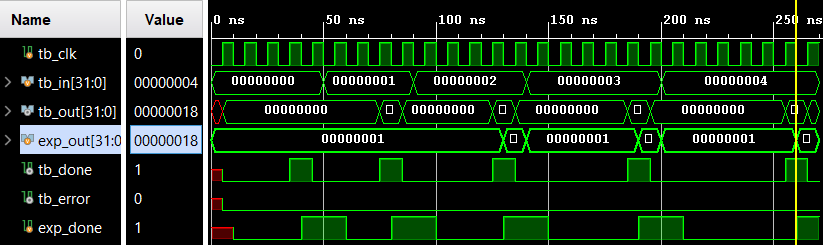 Name Value 0 ns 50 ns 100 ns 150 ns 200 ns 250 ns
tb_clk 0
tb_in[31:0] 00000004 00000000 00000001 00000002 00000003 00000004
tb_out[31:0] 00000018 00000000 00000000 00000000 00000000
exp_out[31:0 00000018 00000001 00000001 00000001
tb_done 1
tb_error 0
exp_done 1